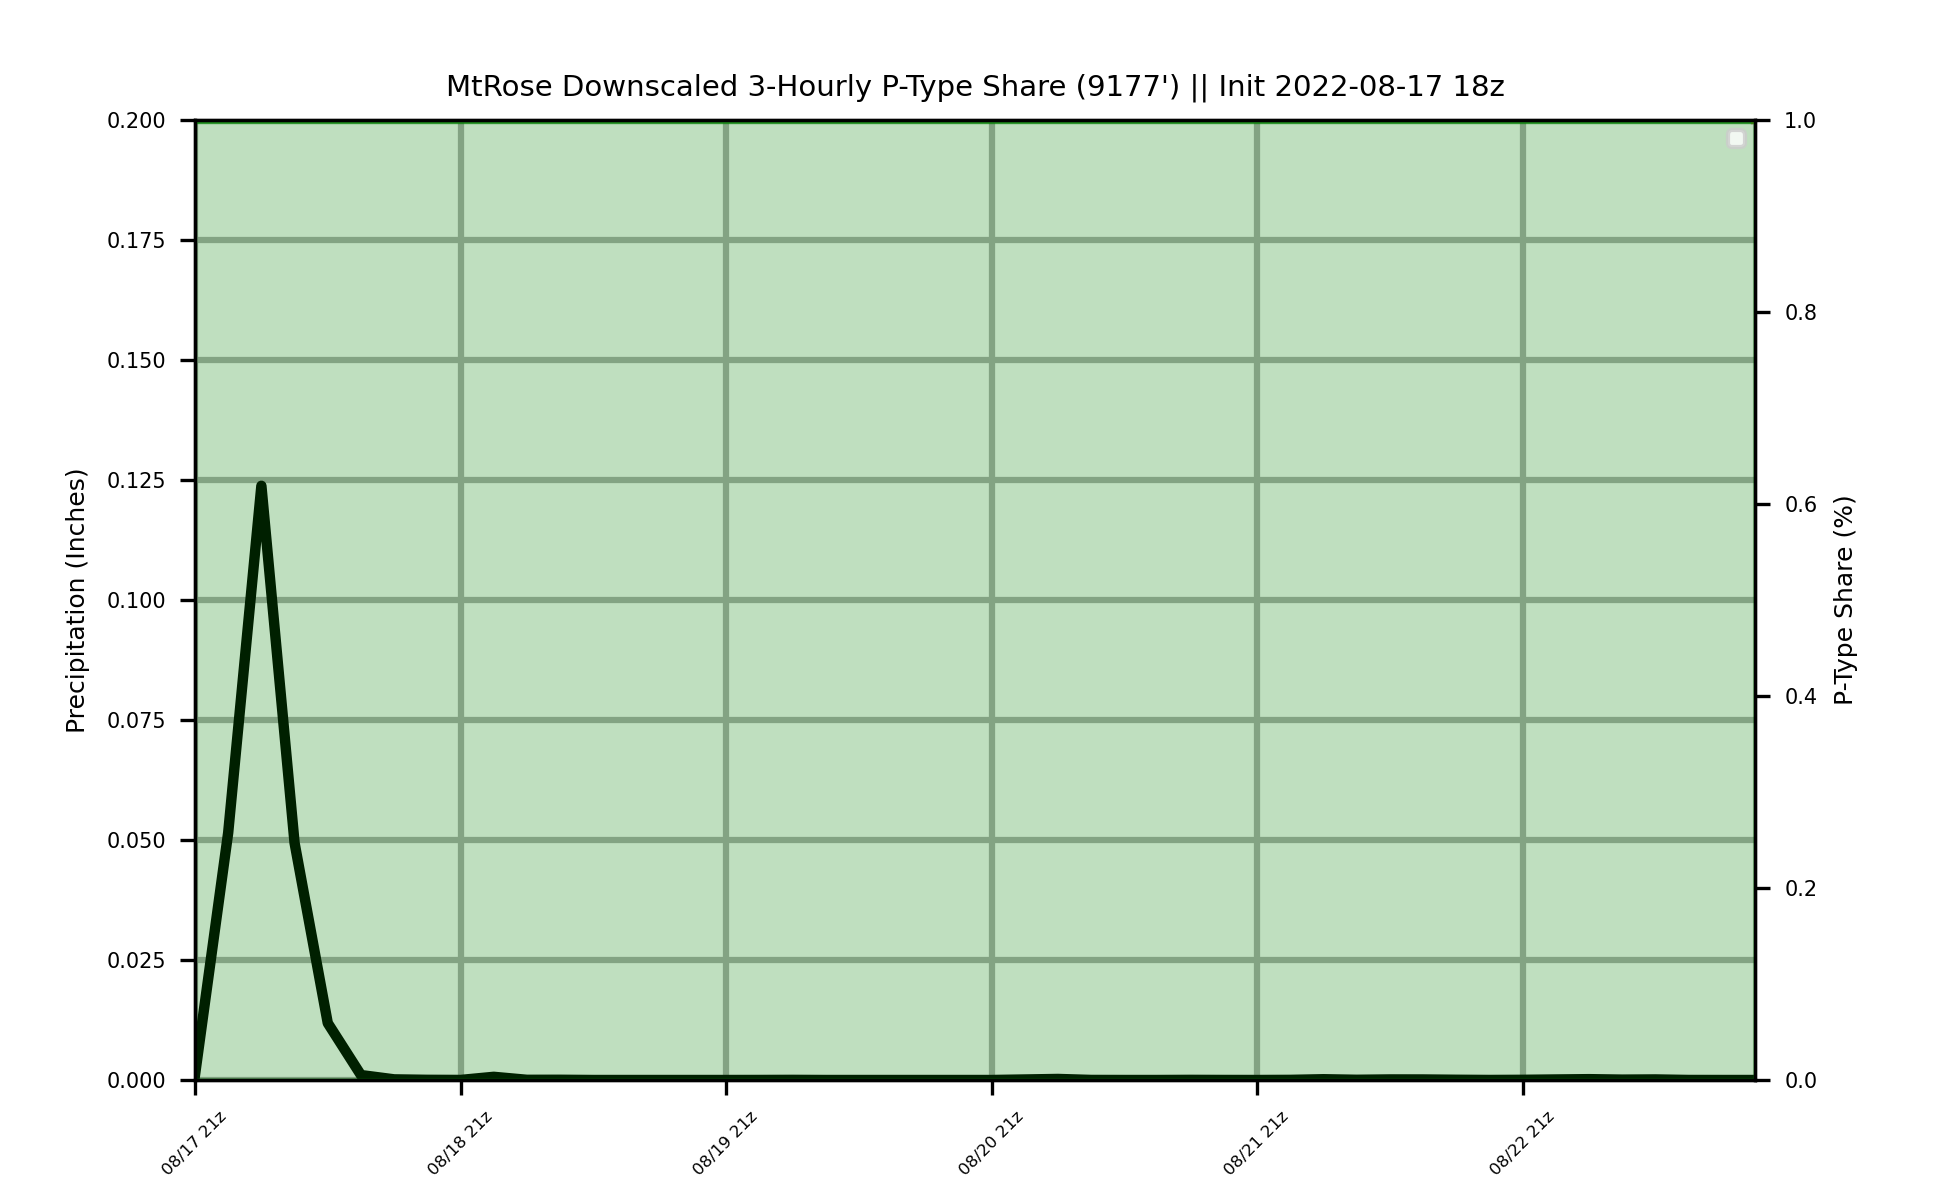 MtRose Downscaled 3-Hourly P-Type Share (9177') || Init 2022-08-17 18z
0.200
0.175
0.150
0.125
0.100
0.075
0.050
0.025
0.000
Precipitation (Inches)
1.0
0.8
0.6
0.4
0.2
0.0
P-Type Share (%)
08/17 21z
08/18 21z
08/19 21z
08/20 21z
08/21 21z
08/22 21z